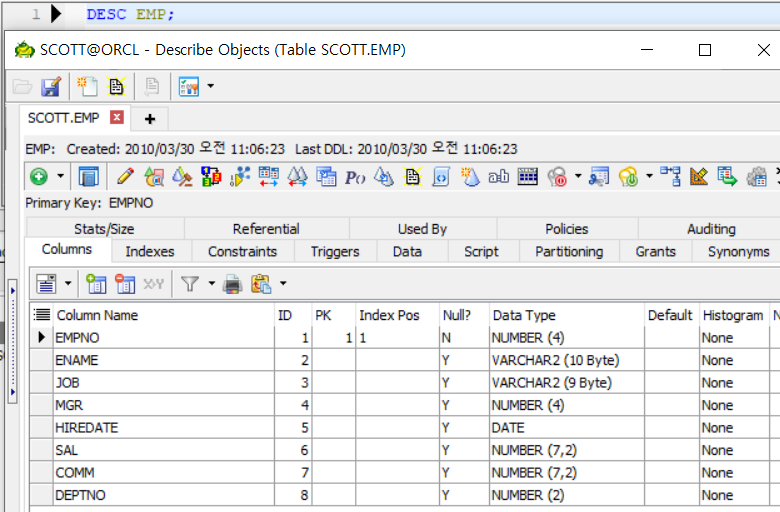 1 DESC EMP;
SCOTT@ORCL - Describe Objects (Table SCOTT.EMP)
SCOTT.EMP
EMP: Created: 2010/03/30 오전 11:06:23 Last DDL: 2010/03/30 오전 11:06:23
Primary Key: EMPNO
Stats/Size Referential Used By Policies Auditing
Columns Indexes Constraints Triggers Data Script Partitioning Grants Synonyms
Column Name ID PK Index Pos Null? Data Type Default Histogram N
EMPNO 1 1 1 N NUMBER (4) None
ENAME 2 Y VARCHAR2 (10 Byte) None
JOB 3 Y VARCHAR2 (9 Byte) None
MGR 4 Y NUMBER (4) None
HIREDATE 5 Y DATE None
SAL 6 Y NUMBER (7,2) None
COMM 7 Y NUMBER (7,2) None
DEPTNO 8 Y NUMBER (2) None